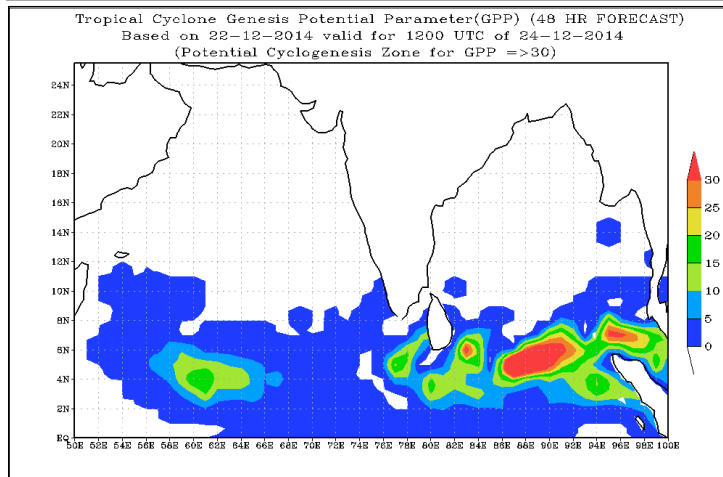 Tropical Cyclone Genesis Potential Parameter(GPP) (48 HR FORECAST)
Based on 22-12-2014 valid for 1200 UTC of 24-12-2014
(Potential Cyclogenesis Zone for GPP =>30)
24N
22N
20N
18N
16N
14N
12N
10N
8N
6N
4N
2N
EQ
50E 52E 54E 56E 58E 60E 62E 64E 66E 68E 70E 72E 74E 76E 78E 80E 82E 84E 86E 88E 90E 92E 94E 96E 98E 100E
30
25
20
15
10
5
0